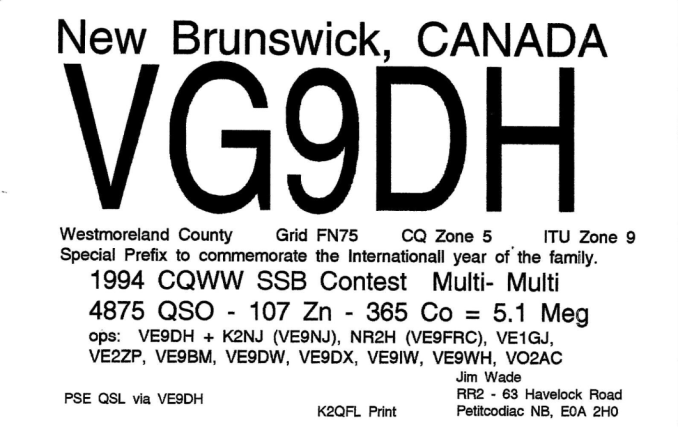 New Brunswick, CANADA
VG9DH
Westmoreland County Grid FN75 CQ Zone 5 ITU Zone 9
Special Prefix to commemorate the Internationall year of the family.
1994 CQWW SSB Contest Multi- Multi
4875 QSO - 107 Zn - 365 Co = 5.1 Meg
ops: VE9DH + K2NJ (VE9NJ), NR2H (VE9FRC), VE1GJ,
VE2ZP, VE9BM, VE9DW, VE9DX, VE9IW, VE9WH, VO2AC
Jim Wade
PSE QSL via VE9DH RR2 - 63 Havelock Road
K2QFL Print Petitcodiac NB, E0A 2H0